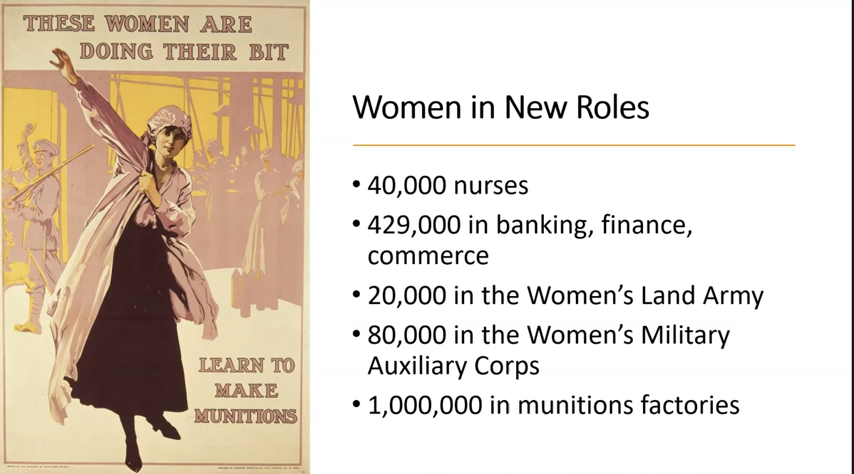 THESE WOMEN ARE
DOING THEIR BIT
LEARN TO
MAKE
MUNITIONS
Women in New Roles
• 40,000 nurses
• 429,000 in banking, finance,
commerce
• 20,000 in the Women’s Land Army
• 80,000 in the Women’s Military
Auxiliary Corps
• 1,000,000 in munitions factories